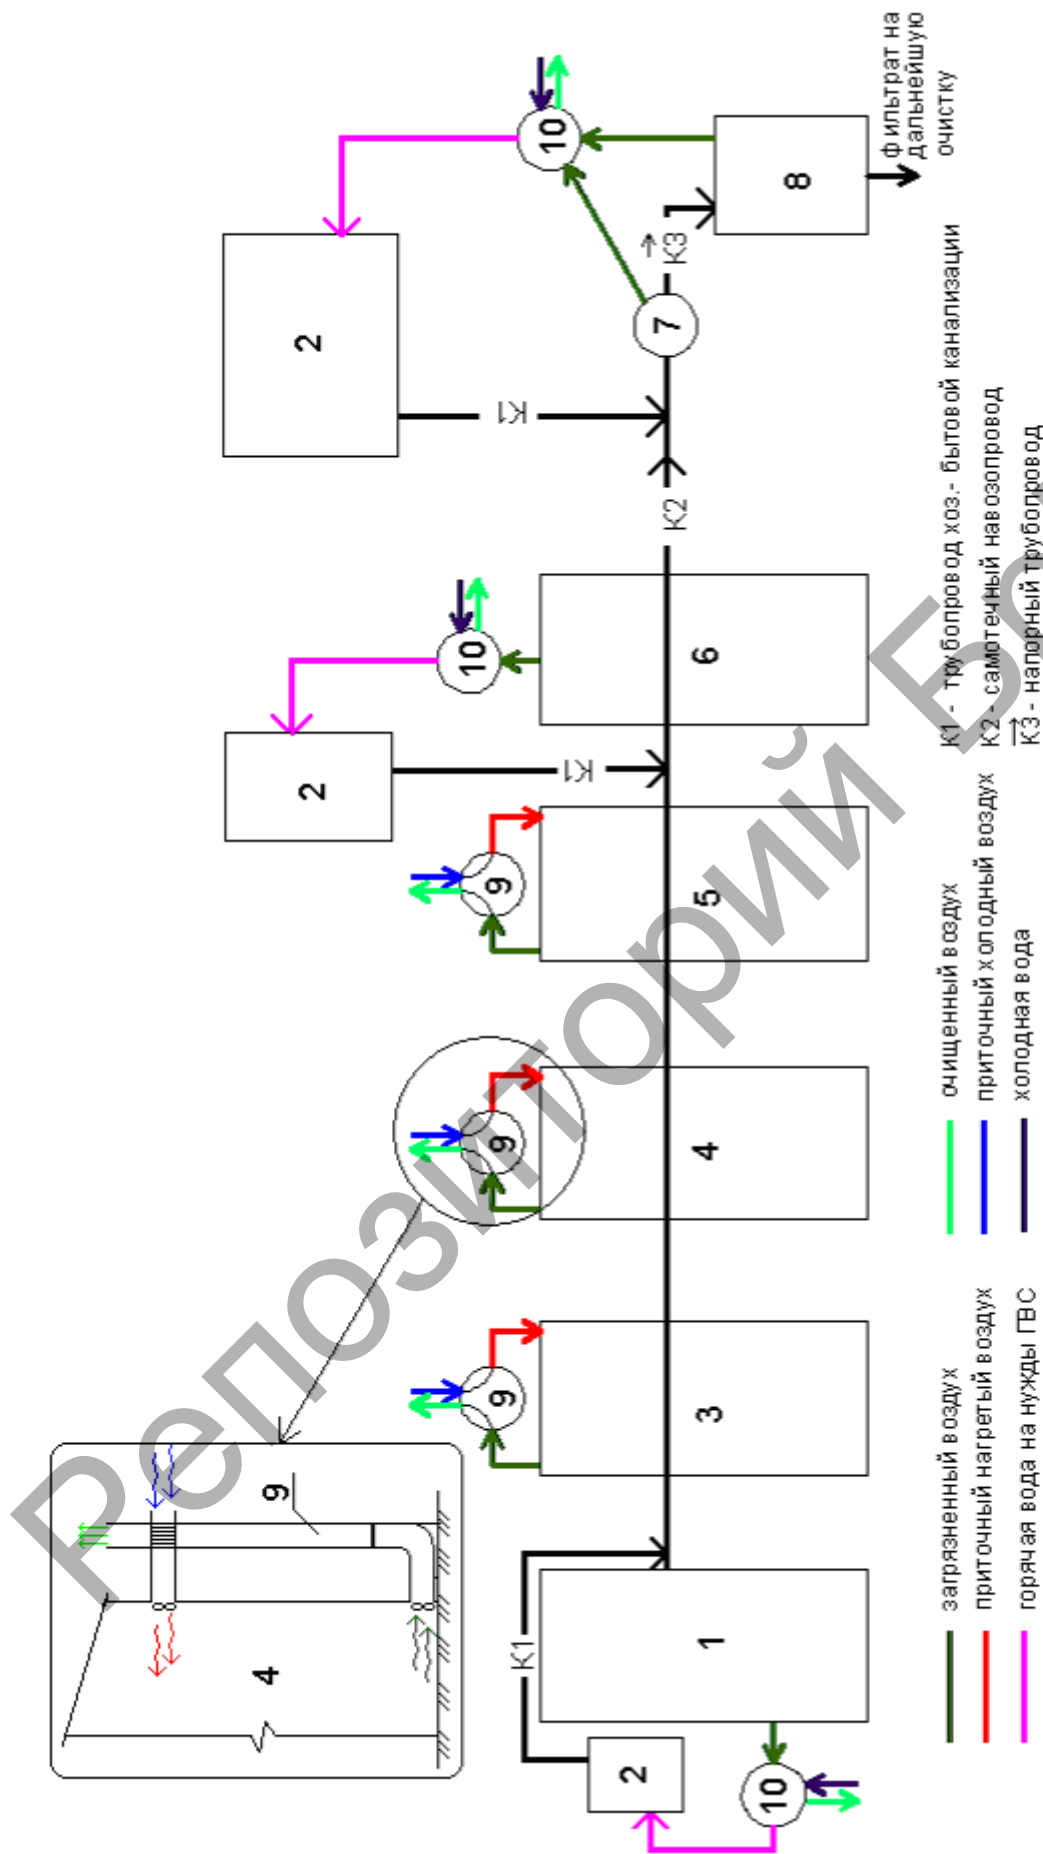 9
4
2
10
1
К1
3
9
4
9
5
9
2
К1
6
10
К2
2
К1
7
К3
8
10
фильтрат на
дальнейшую
очистку
загрязненный воздух
приточный нагретый воздух
горячая вода на нужды ГВС
очищенный воздух
приточный холодный воздух
холодная вода
К1 - трубопровод хоз.- бытовой канализации
К2 - самотечный навозопровод
К3 - напорный трубопровод
Репозиторий